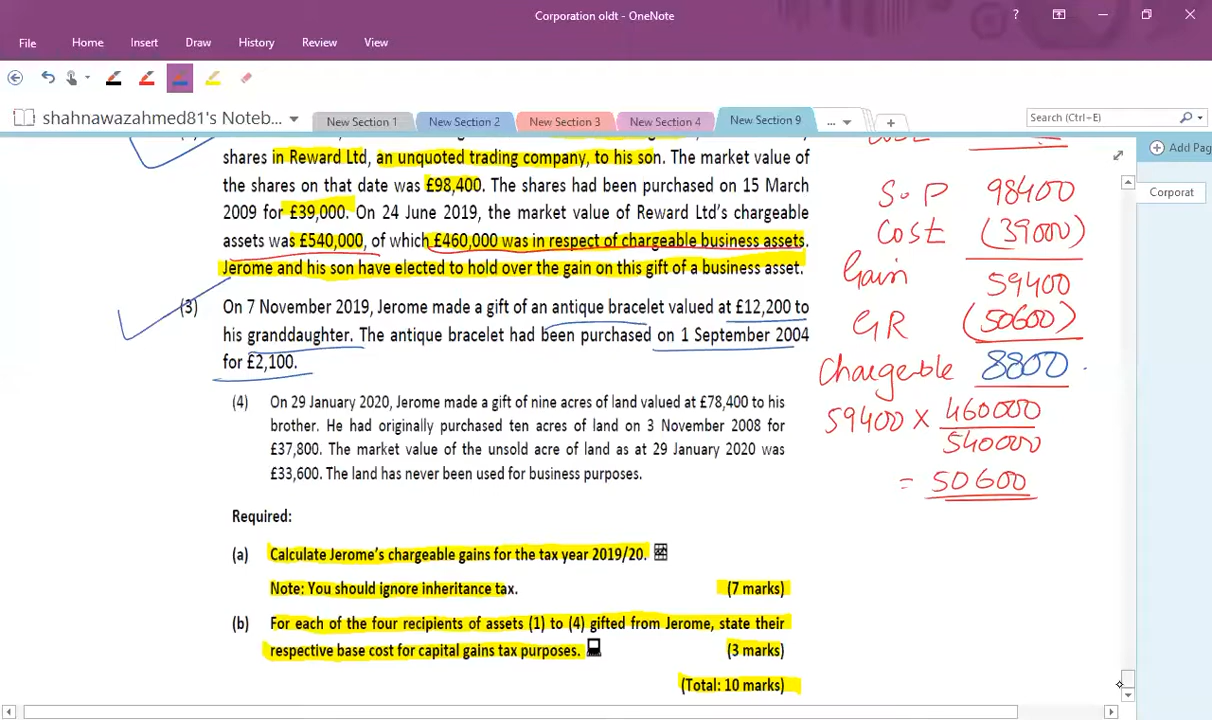 Corporation oldt - OneNote
?
File Home Insert Draw History Review View
shahnawazahmed81's Noteb...
New Section 1
New Section 2
New Section 3
New Section 4
New Section 9
...
Search (Ctrl+E)
Add Pag
Corporat
shares in Reward Ltd, an unquoted trading company, to his son. The market value of
the shares on that date was £98,400. The shares had been purchased on 15 March
2009 for £39,000. On 24 June 2019, the market value of Reward Ltd's chargeable
assets was £540,000, of which £460,000 was in respect of chargeable business assets.
Jerome and his son have elected to hold over the gain on this gift of a business asset.
(3) On 7 November 2019, Jerome made a gift of an antique bracelet valued at £12,200 to
his granddaughter. The antique bracelet had been purchased on 1 September 2004
for £2,100.
(4) On 29 January 2020, Jerome made a gift of nine acres of land valued at £78,400 to his
brother. He had originally purchased ten acres of land on 3 November 2008 for
£37,800. The market value of the unsold acre of land as at 29 January 2020 was
£33,600. The land has never been used for business purposes.
Required:
(a) Calculate Jerome's chargeable gains for the tax year 2019/20.
Note: You should ignore inheritance tax. (7 marks)
(b) For each of the four recipients of assets (1) to (4) gifted from Jerome, state their
respective base cost for capital gains tax purposes. (3 marks)
(Total: 10 marks)
S.P 98400
Cost (39000)
Gain 59400
GR (50600)
Chargeable 8800
59400 × 460000
540000
= 50600